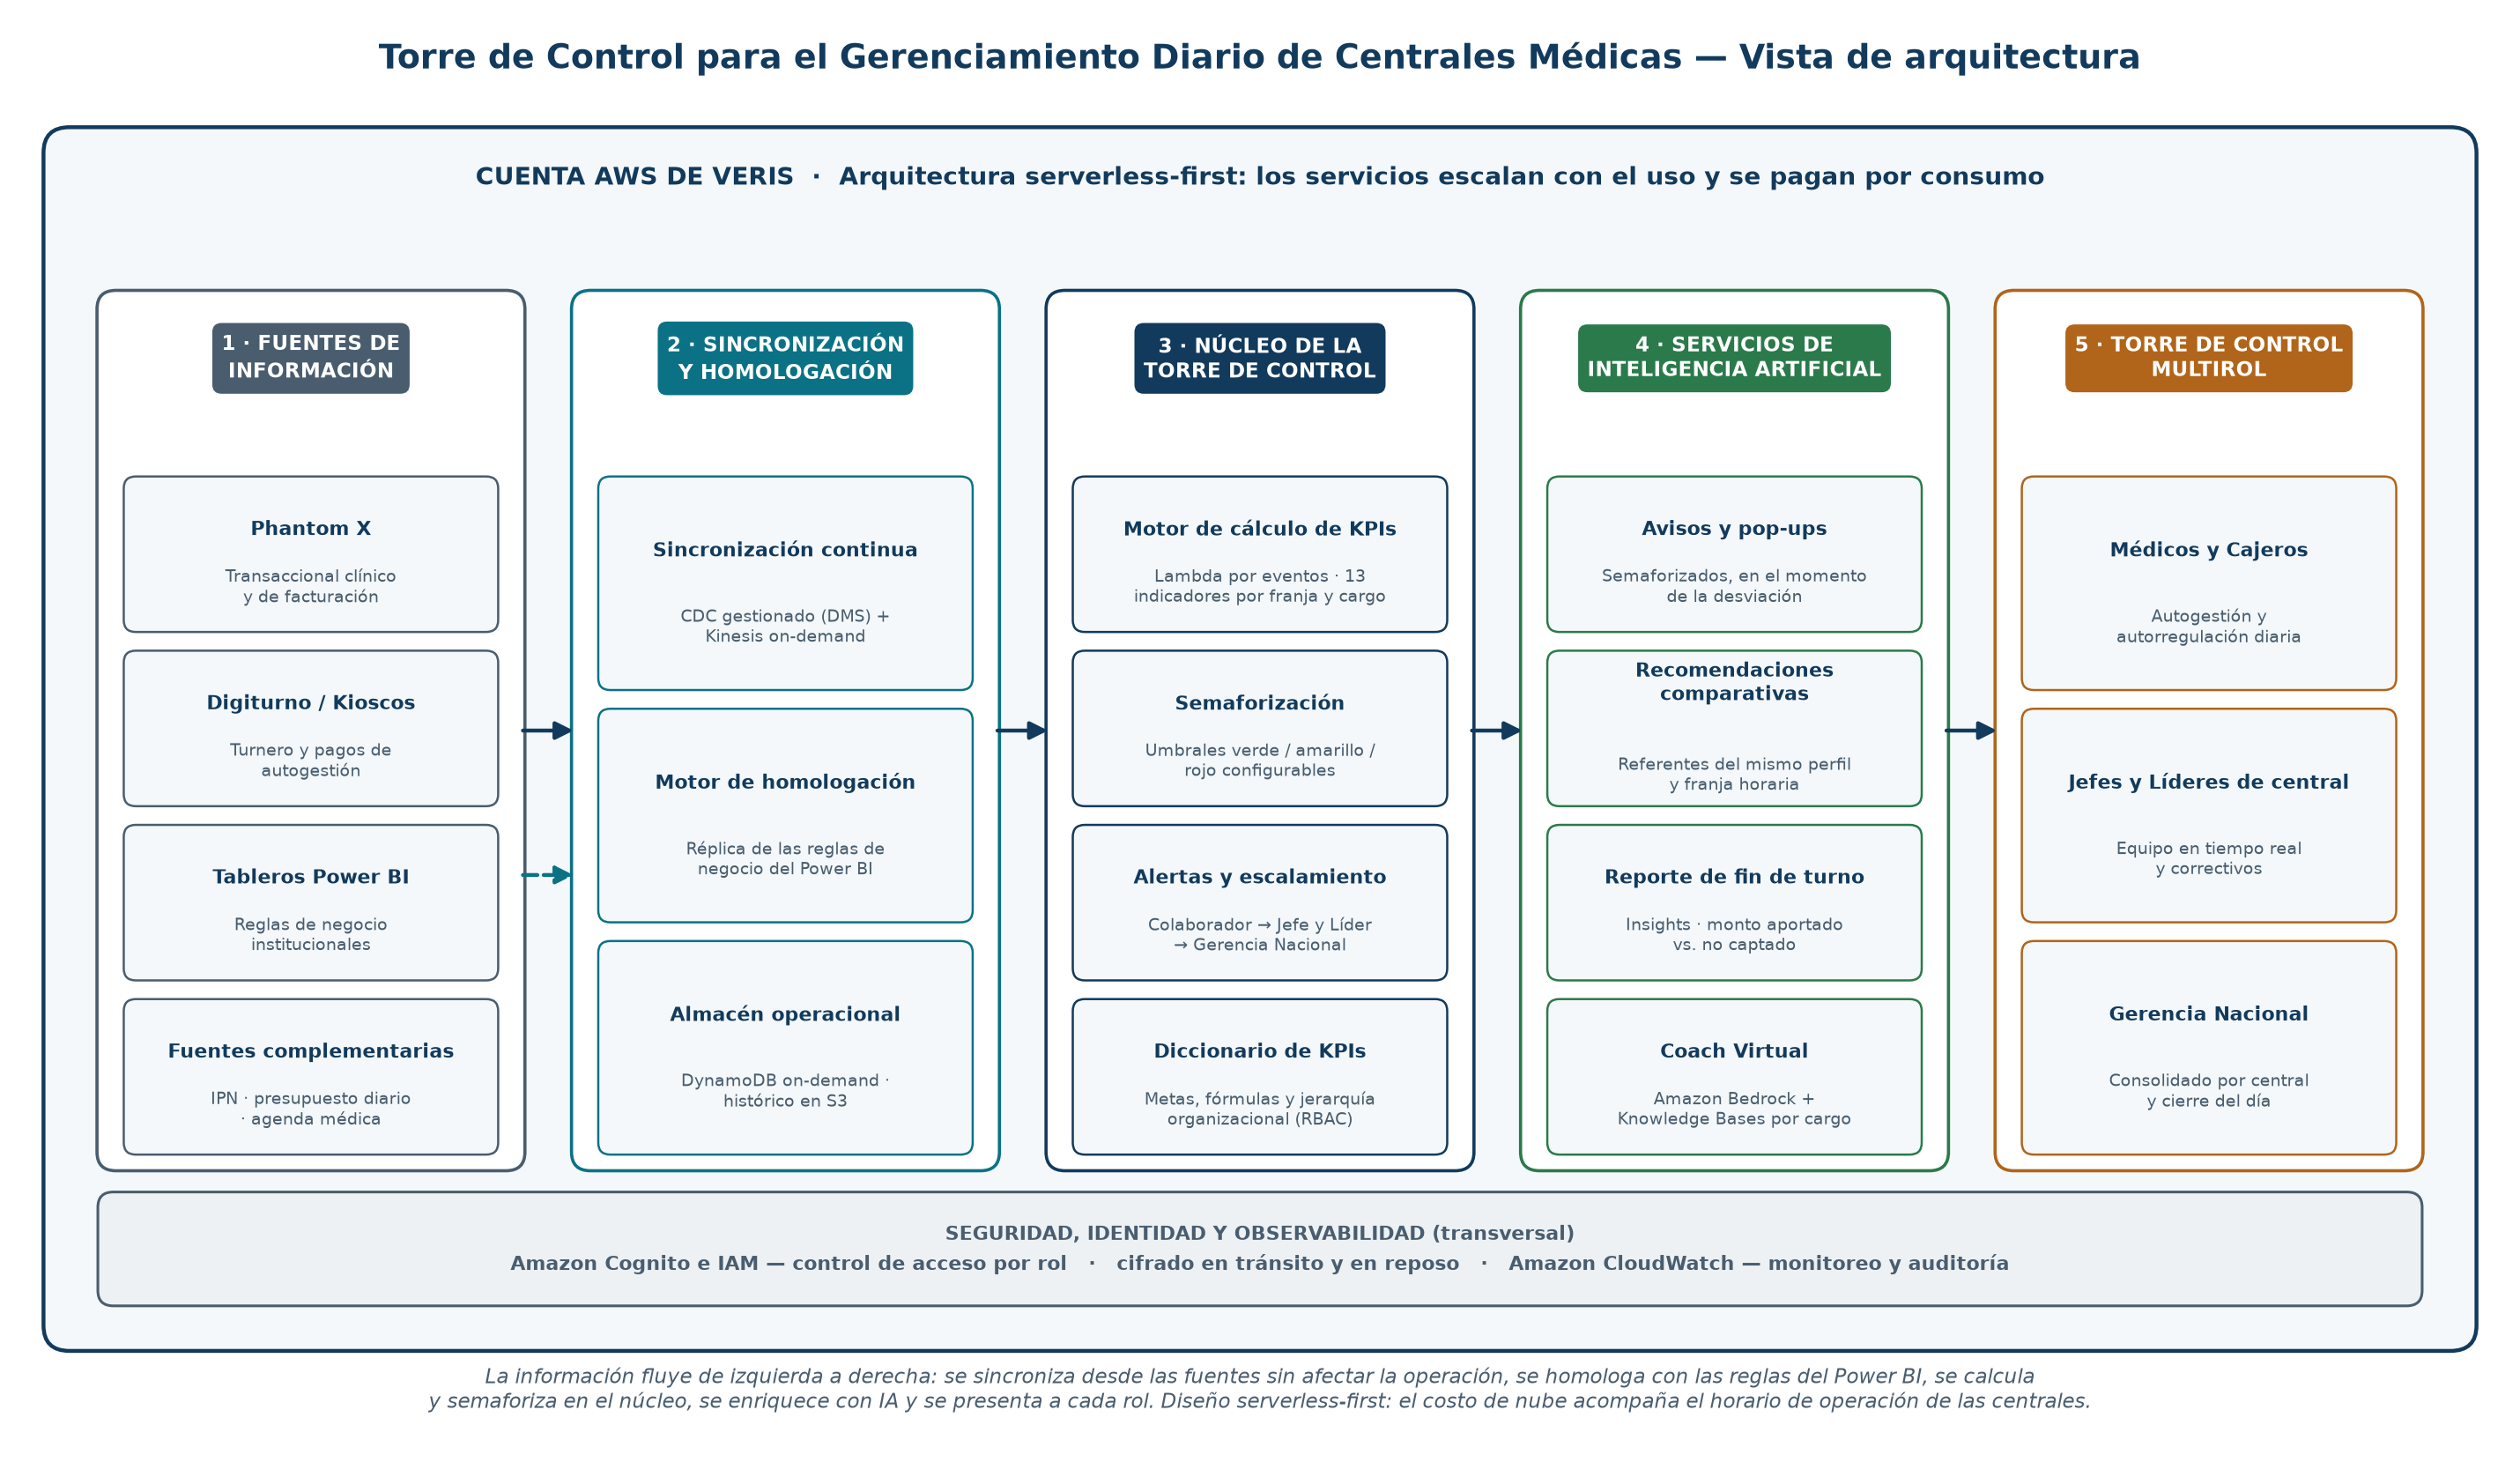 Torre de Control para el Gerenciamiento Diario de Centrales Médicas — Vista de arquitectura
CUENTA AWS DE VERIS · Arquitectura serverless-first: los servicios escalan con el uso y se pagan por consumo
1 · FUENTES DE
INFORMACIÓN
Phantom X
Transaccional clínico
y de facturación
Digiturno / Kioscos
Turnero y pagos de
autogestión
Tableros Power BI
Reglas de negocio
institucionales
Fuentes complementarias
IPN · presupuesto diario
· agenda médica
2 · SINCRONIZACIÓN
Y HOMOLOGACIÓN
Sincronización continua
CDC gestionado (DMS) +
Kinesis on-demand
Motor de homologación
Réplica de las reglas de
negocio del Power BI
Almacén operacional
DynamoDB on-demand ·
histórico en S3
3 · NÚCLEO DE LA
TORRE DE CONTROL
Motor de cálculo de KPIs
Lambda por eventos · 13
indicadores por franja y cargo
Semaforización
Umbrales verde / amarillo /
rojo configurables
Alertas y escalamiento
Colaborador → Jefe y Líder
→ Gerencia Nacional
Diccionario de KPIs
Metas, fórmulas y jerarquía
organizacional (RBAC)
4 · SERVICIOS DE
INTELIGENCIA ARTIFICIAL
Avisos y pop-ups
Semaforizados, en el momento
de la desviación
Recomendaciones
comparativas
Referentes del mismo perfil
y franja horaria
Reporte de fin de turno
Insights · monto aportado
vs. no captado
Coach Virtual
Amazon Bedrock +
Knowledge Bases por cargo
5 · TORRE DE CONTROL
MULTIROL
Médicos y Cajeros
Autogestión y
autorregulación diaria
Jefes y Líderes de central
Equipo en tiempo real
y correctivos
Gerencia Nacional
Consolidado por central
y cierre del día
SEGURIDAD, IDENTIDAD Y OBSERVABILIDAD (transversal)
Amazon Cognito e IAM — control de acceso por rol · cifrado en tránsito y en reposo · Amazon CloudWatch — monitoreo y auditoría
La información fluye de izquierda a derecha: se sincroniza desde las fuentes sin afectar la operación, se homologa con las reglas del Power BI, se calcula
y semaforiza en el núcleo, se enriquece con IA y se presenta a cada rol. Diseño serverless-first: el costo de nube acompaña el horario de operación de las centrales.